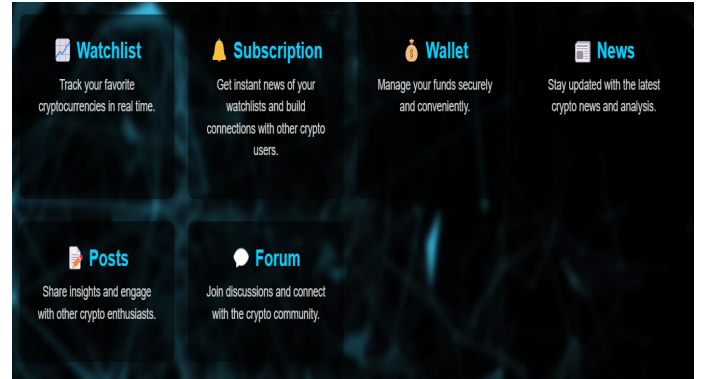 Watchlist
Track your favorite
cryptocurrencies in real time.
Subscription
Get instant news of your
watchlists and build
connections with other crypto
users.
Wallet
Manage your funds securely
and conveniently.
News
Stay updated with the latest
crypto news and analysis.
Posts
Share insights and engage
with other crypto enthusiasts.
Forum
Join discussions and connect
with the crypto community.